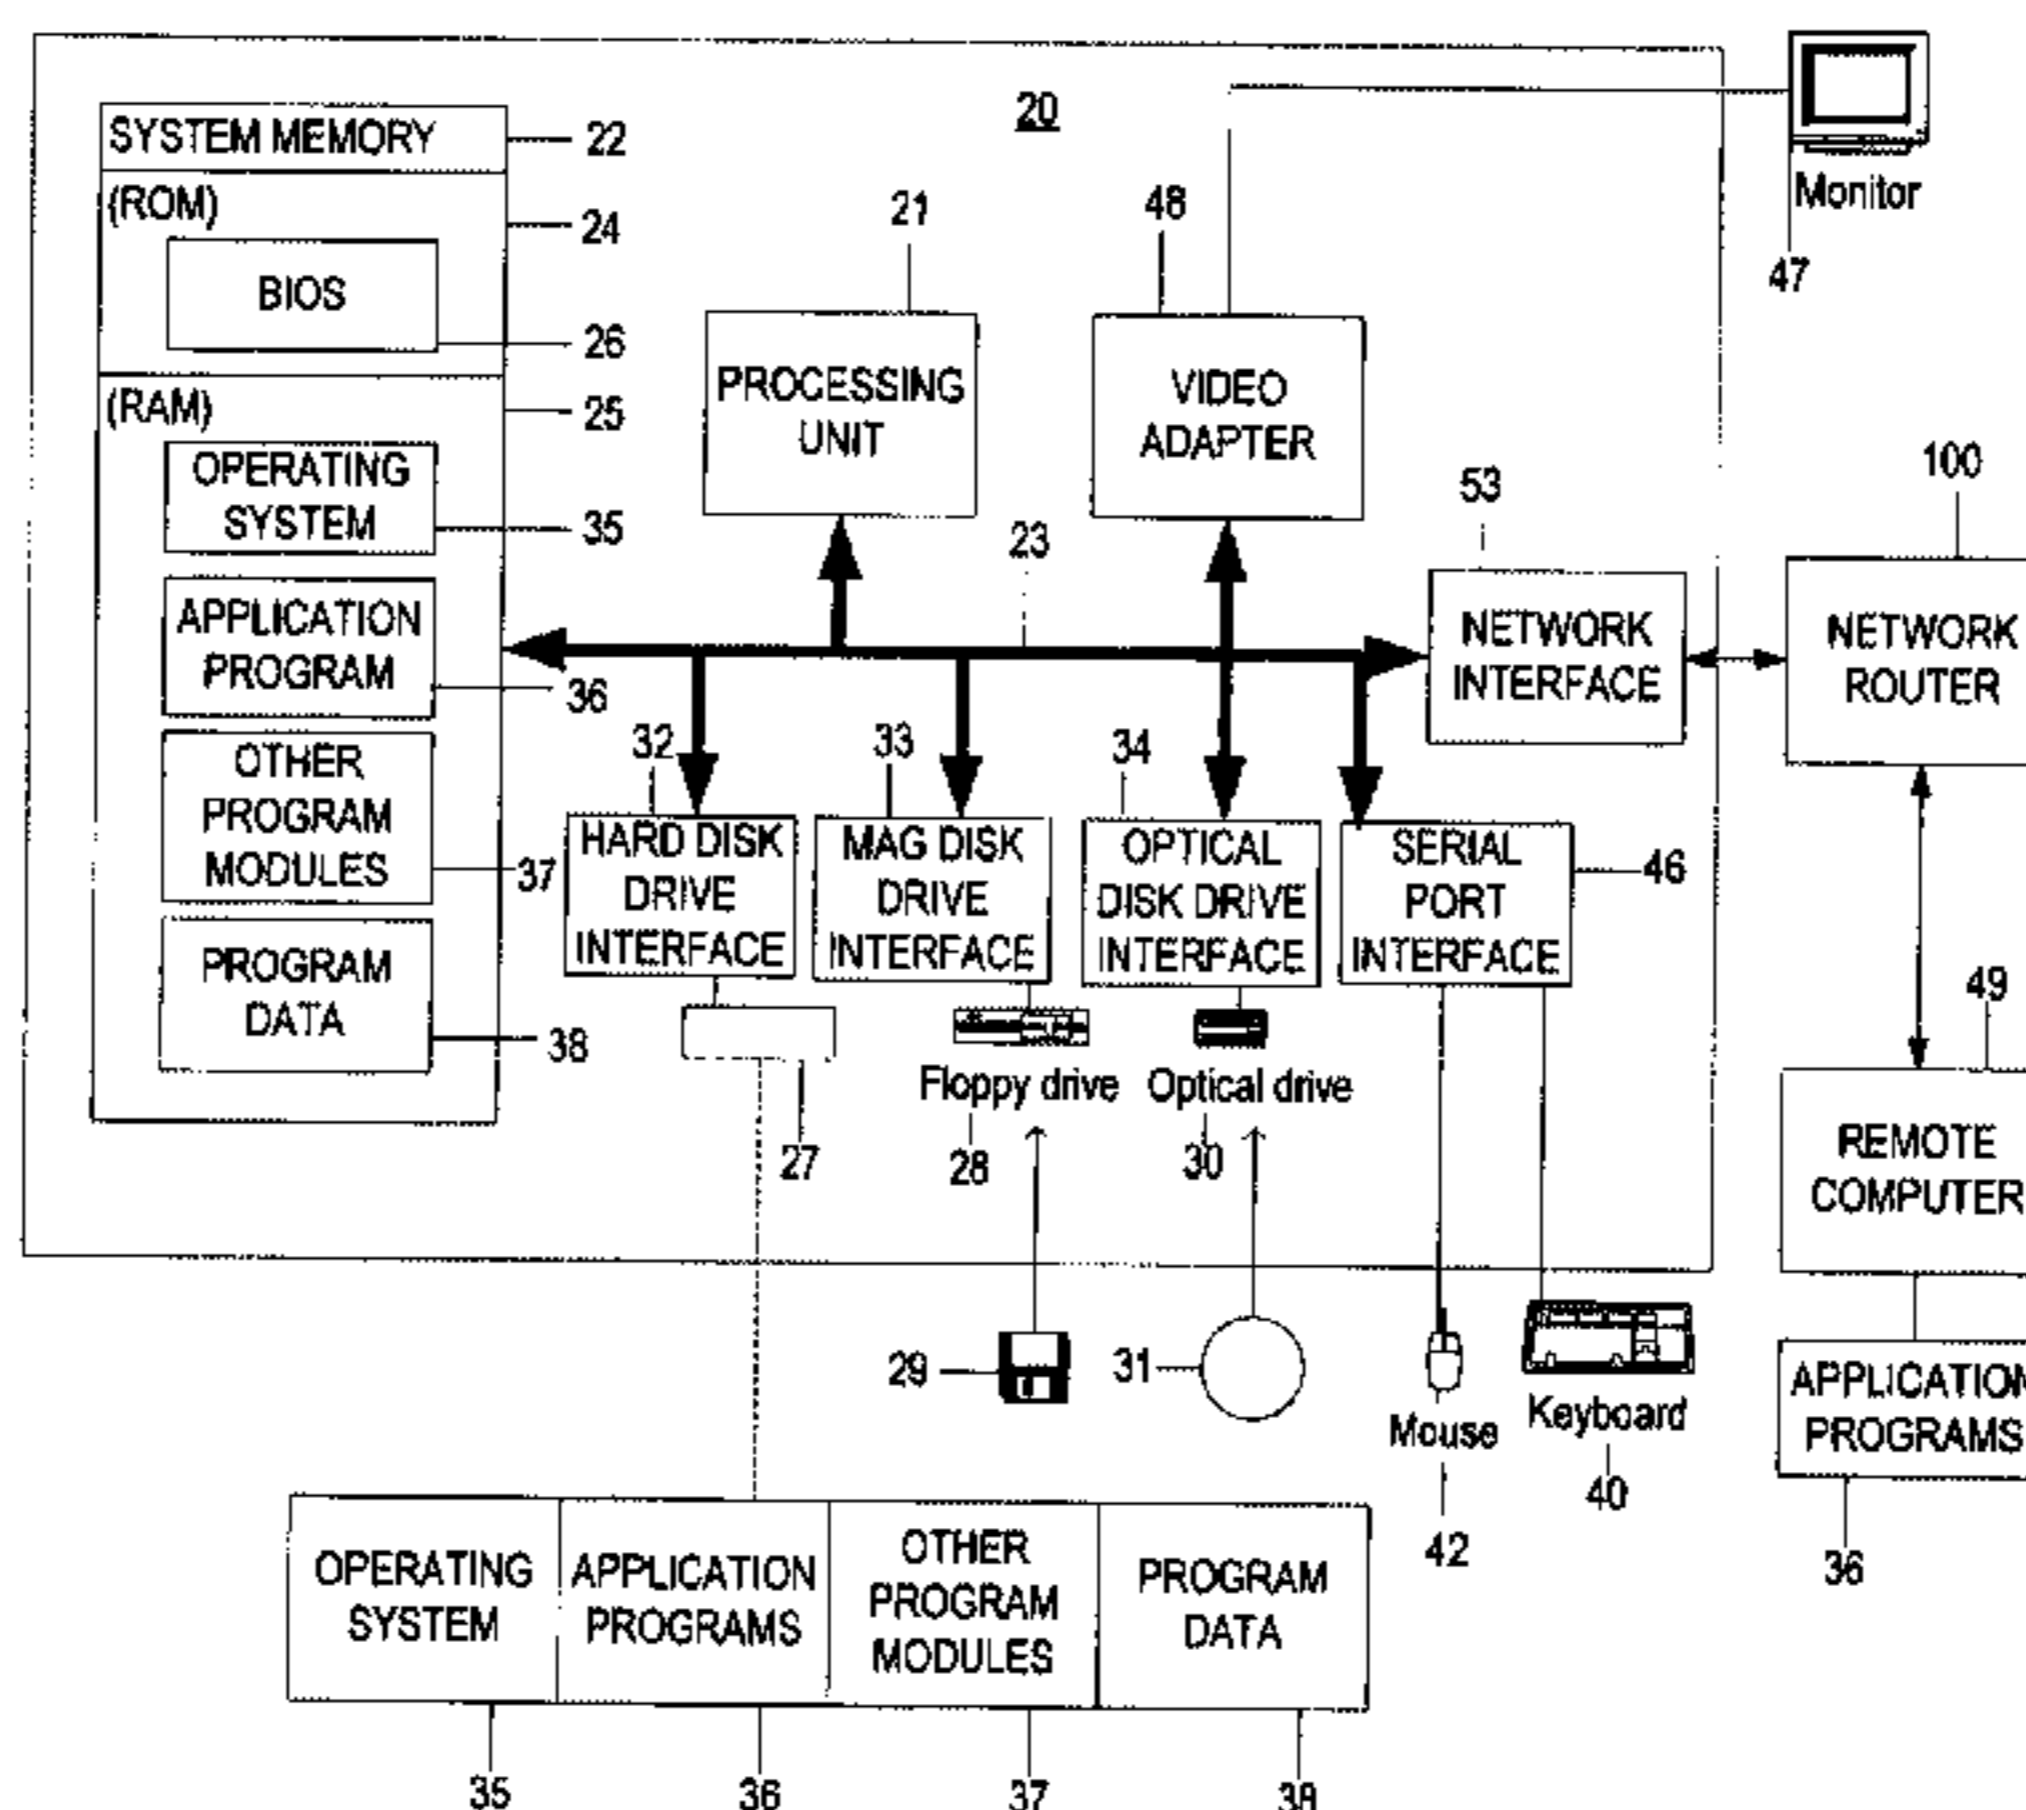 20
Monitor
47
SYSTEM MEMORY
22
(ROM)
24
BIOS
26
(RAM)
25
OPERATING
SYSTEM
35
APPLICATION
PROGRAM
36
OTHER
PROGRAM
MODULES
37
PROGRAM
DATA
38
21
PROCESSING
UNIT
48
VIDEO
ADAPTER
23
53
NETWORK
INTERFACE
100
NETWORK
ROUTER
32
HARD DISK
DRIVE
INTERFACE
33
MAG DISK
DRIVE
INTERFACE
34
OPTICAL
DISK DRIVE
INTERFACE
SERIAL
PORT
INTERFACE
46
27
Floppy drive
28
Optical drive
30
49
REMOTE
COMPUTER
29
31
Mouse
42
Keyboard
40
APPLICATION
PROGRAMS
36
OPERATING
SYSTEM
35
APPLICATION
PROGRAMS
36
OTHER
PROGRAM
MODULES
37
PROGRAM
DATA
38